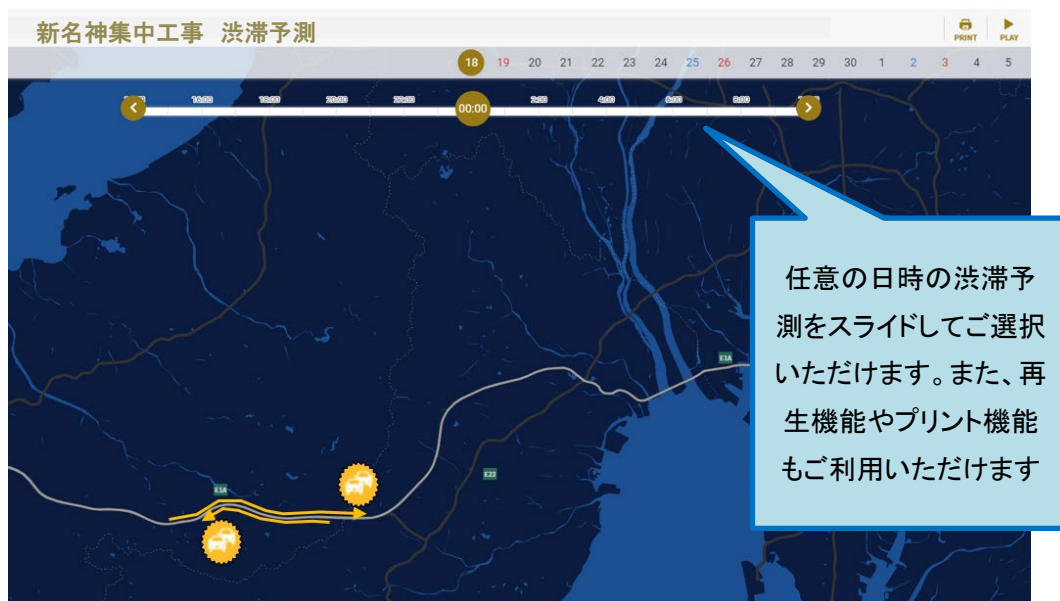 新名神集中工事 渋滞予測
PRINT
PLAY
18 19 20 21 22 23 24 25 26 27 28 29 30 1 2 3 4 5
16:00 18:00 20:00 22:00 00:00 2:00 4:00 6:00 8:00
任意の日時の渋滞予
測をスライドしてご選択
いただけます。また、再
生機能やプリント機能
もご利用いただけます
E1A
E23
E1A